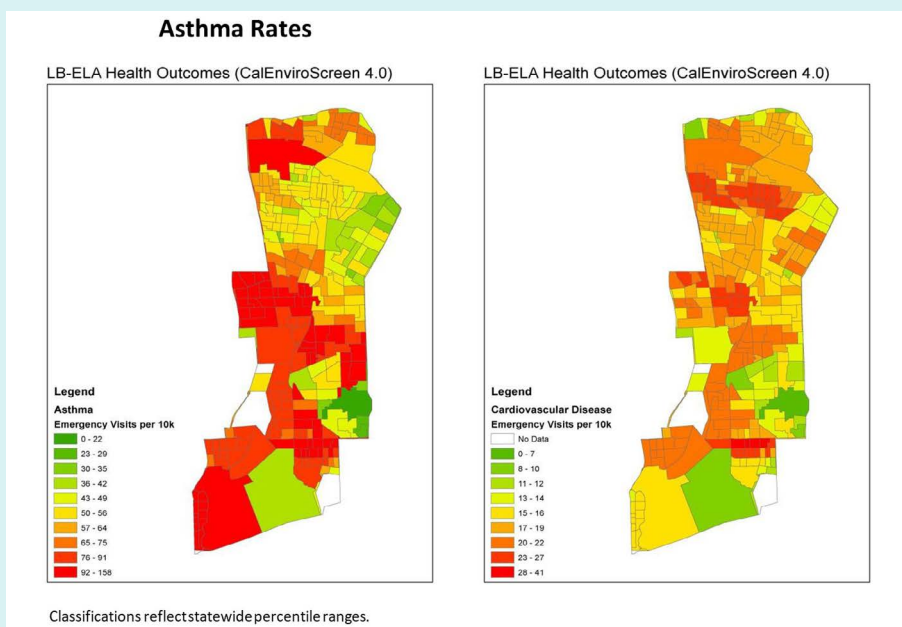 Asthma Rates
LB-ELA Health Outcomes (CalEnviroScreen 4.0)
Legend
Asthma
Emergency Visits per 10k
0 - 22
23 - 29
30 - 35
36 - 42
43 - 49
50 - 56
57 - 64
65 - 75
76 - 91
92 - 158
LB-ELA Health Outcomes (CalEnviroScreen 4.0)
Legend
Cardiovascular Disease
Emergency Visits per 10k
No Data
0 - 7
8 - 10
11 - 12
13 - 14
15 - 16
17 - 19
20 - 22
23 - 27
28 - 41
Classifications reflect statewide percentile ranges.